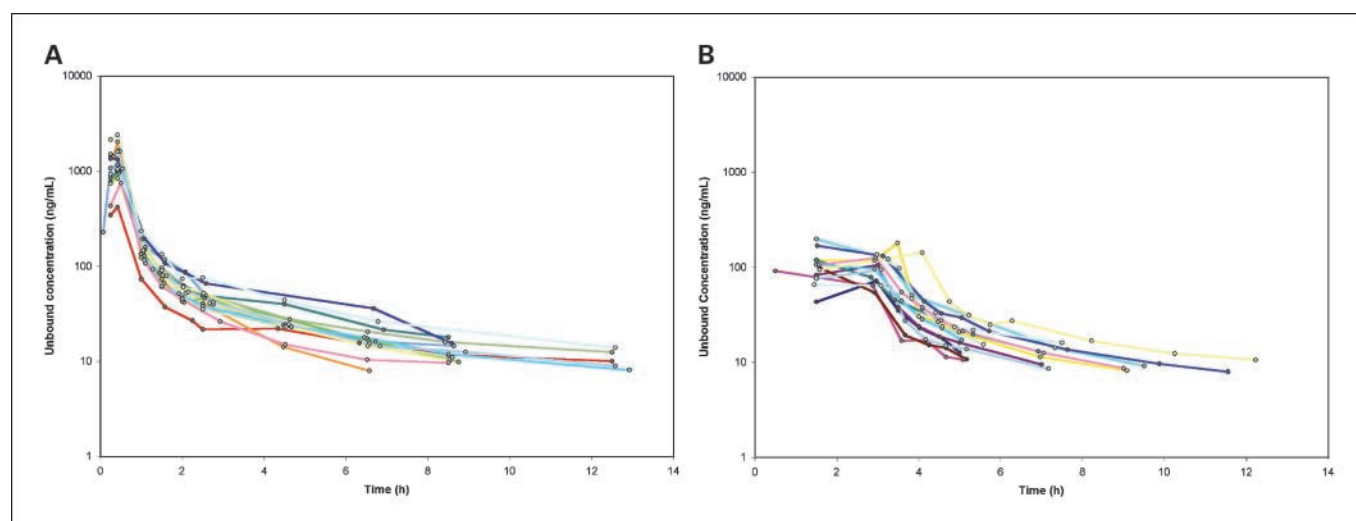 A
10000
1000
100
10
1
0 2 4 6 8 10 12 14
Unbound concentration (ng/mL)
Time (h)
B
10000
1000
100
10
1
0 2 4 6 8 10 12 14
Unbound Concentration (ng/mL)
Time (h)